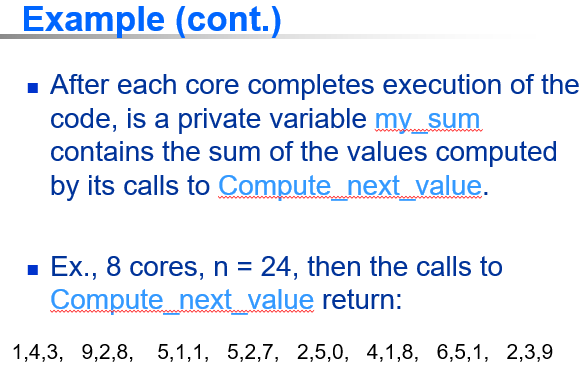 Example (cont.)
■ After each core completes execution of the
code, is a private variable my_sum
contains the sum of the values computed
by its calls to Compute_next_value.
■ Ex., 8 cores, n = 24, then the calls to
Compute_next_value return:
1,4,3, 9,2,8, 5,1,1, 5,2,7, 2,5,0, 4,1,8, 6,5,1, 2,3,9